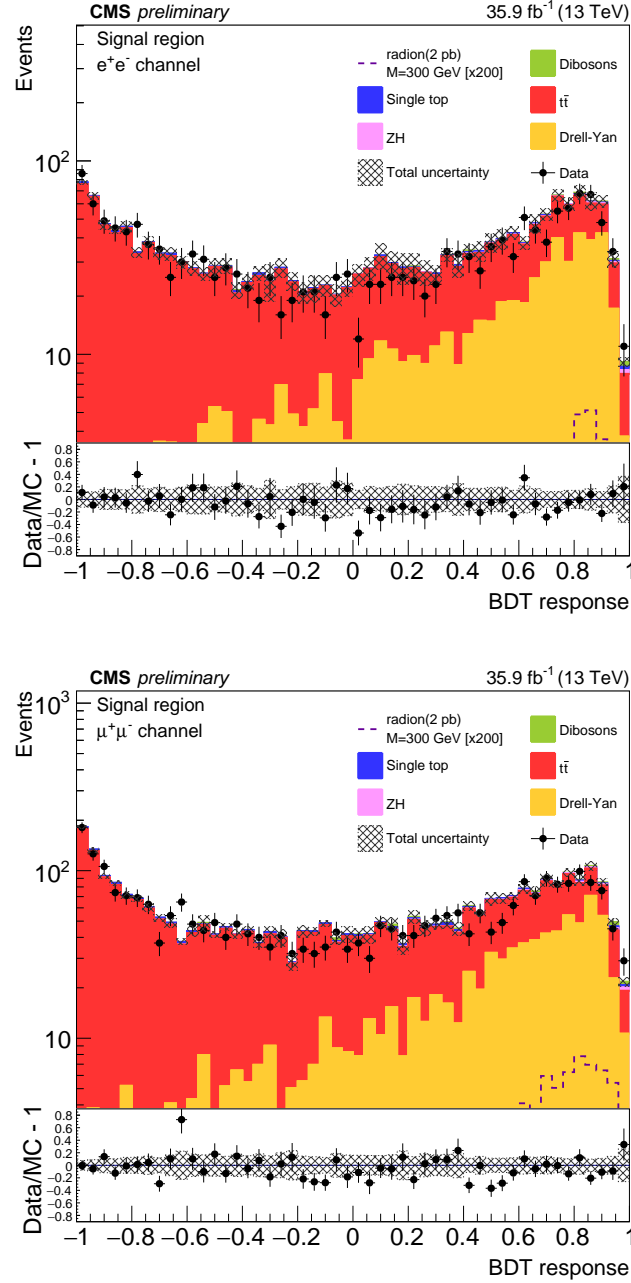 CMS preliminary 35.9 fb⁻¹ (13 TeV)
Events
Signal region
e⁺e⁻ channel
radion(2 pb)
M=300 GeV [x200]
Dibosons
Single top
tt̄
ZH
Drell-Yan
Total uncertainty
Data
10²
10
Data/MC - 1
0.8
0.6
0.4
0.2
0
−0.2
−0.4
−0.6
−0.8
−1 −0.8 −0.6 −0.4 −0.2 0 0.2 0.4 0.6 0.8 1
BDT response
CMS preliminary 35.9 fb⁻¹ (13 TeV)
Events
Signal region
μ⁺μ⁻ channel
radion(2 pb)
M=300 GeV [x200]
Dibosons
Single top
tt̄
ZH
Drell-Yan
Total uncertainty
Data
10³
10²
10
Data/MC - 1
0.8
0.6
0.4
0.2
0
−0.2
−0.4
−0.6
−0.8
−1 −0.8 −0.6 −0.4 −0.2 0 0.2 0.4 0.6 0.8 1
BDT response